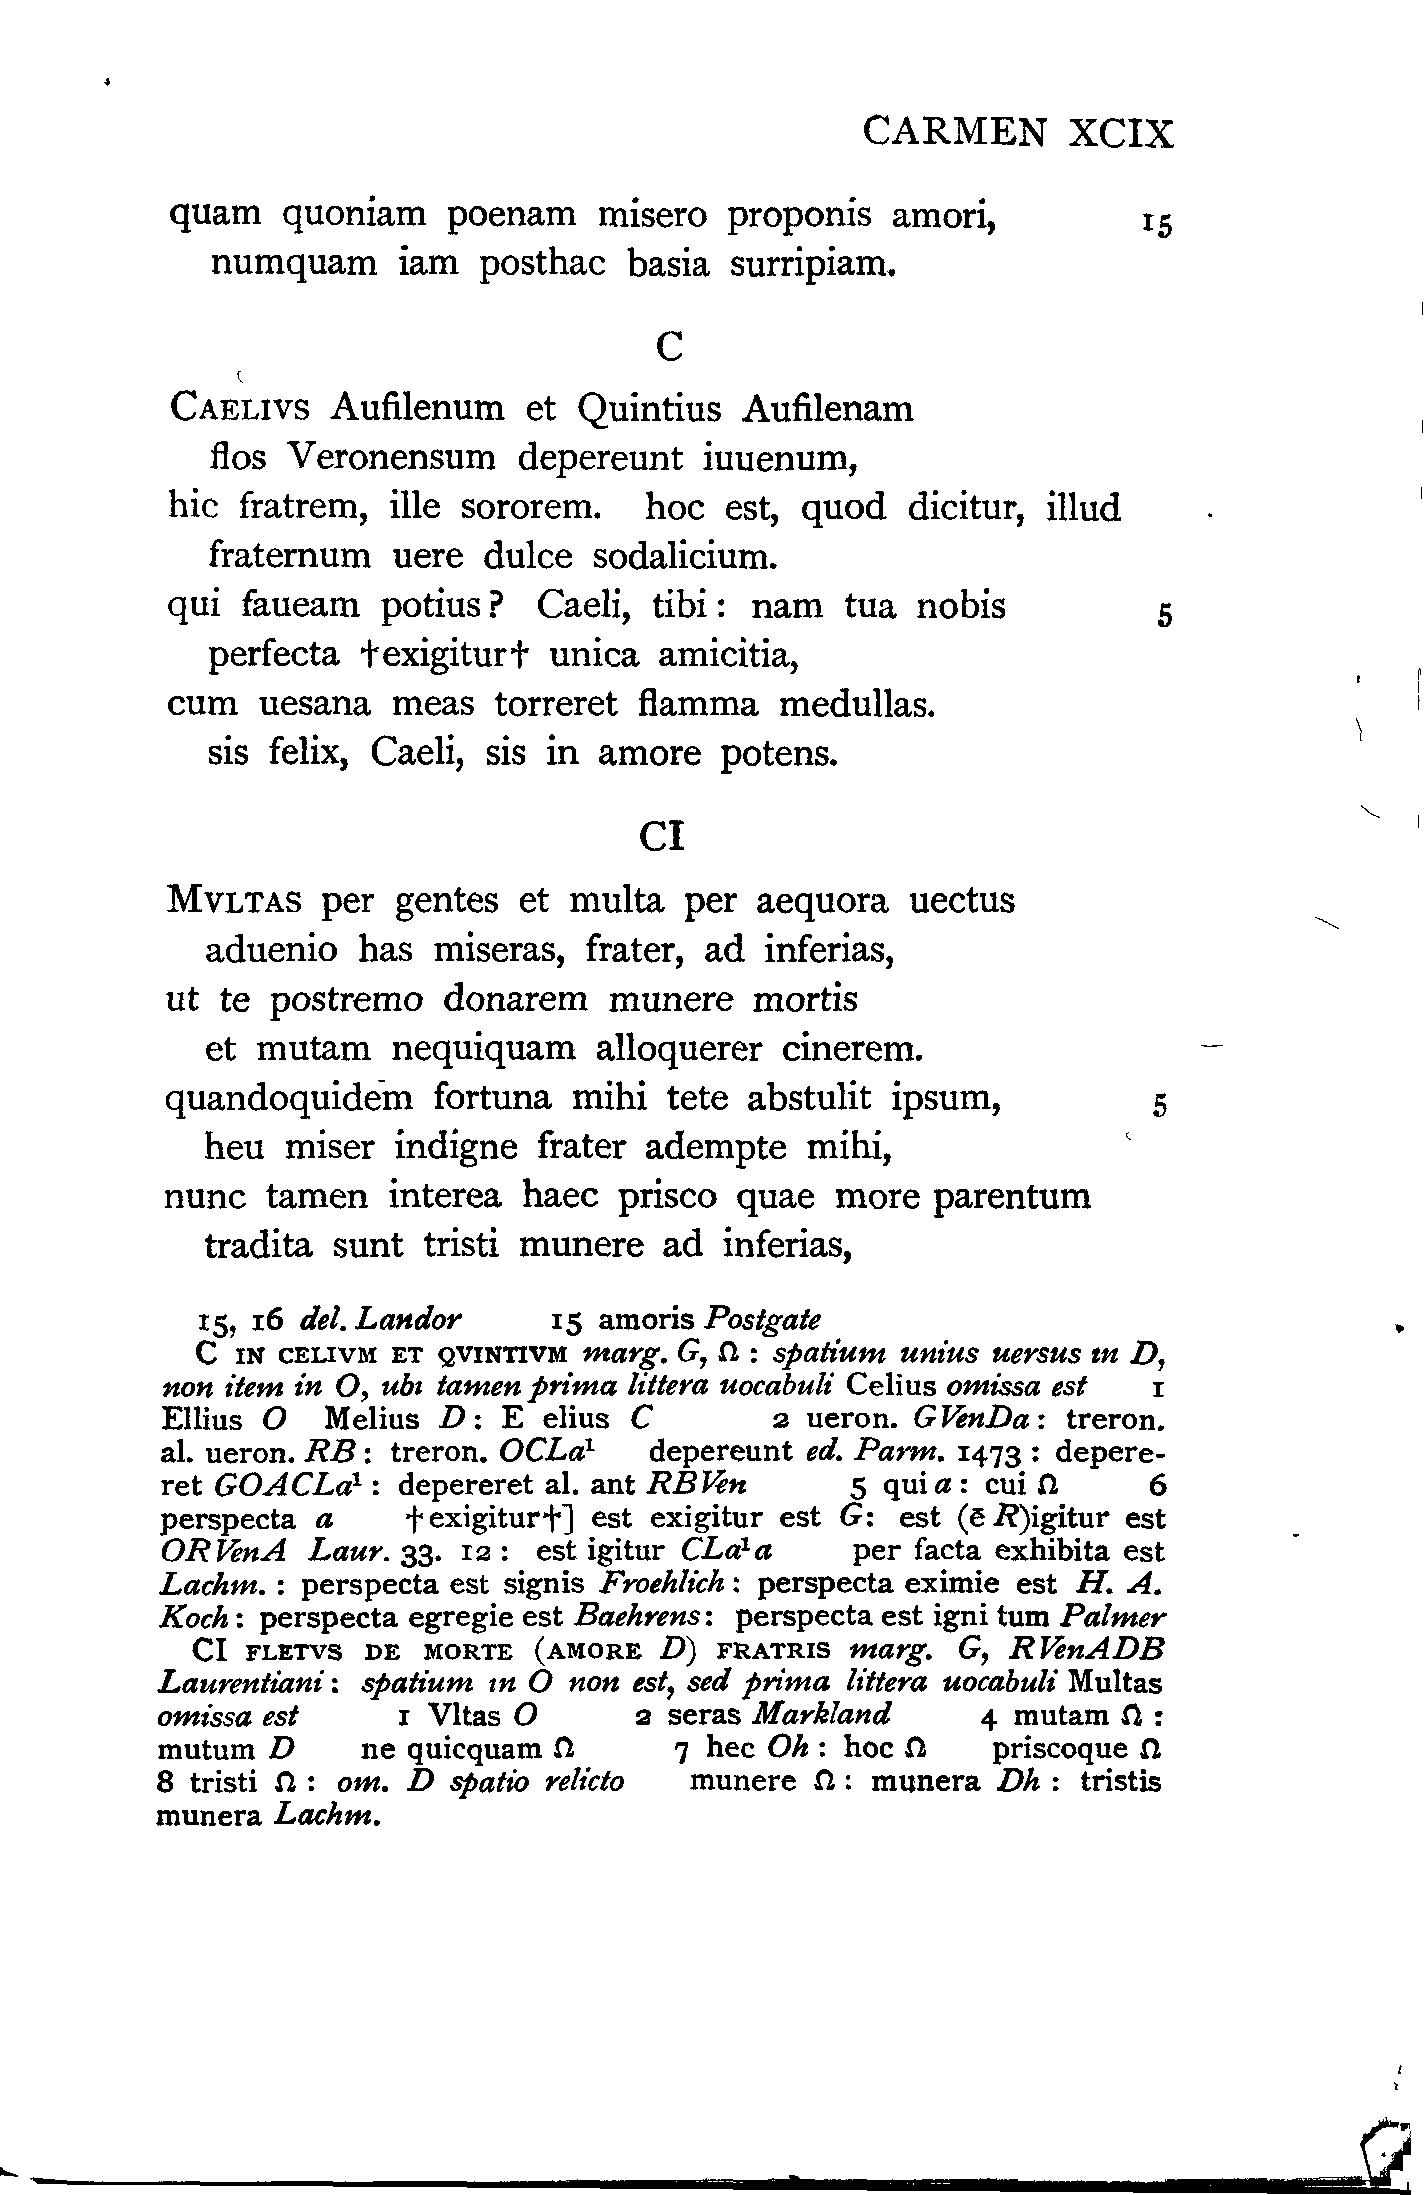 CARMEN XCIX
quam quoniam poenam misero proponis amori, 15
numquam iam posthac basia surripiam.
C
CAELIVS Aufilenum et Quintius Aufilenam
flos Veronensum depereunt iuuenum,
hic fratrem, ille sororem. hoc est, quod dicitur, illud
fraternum uere dulce sodalicium.
qui faueam potius? Caeli, tibi: nam tua nobis 5
perfecta †exigitur† unica amicitia,
cum uesana meas torreret flamma medullas.
sis felix, Caeli, sis in amore potens.
CI
MVLTAS per gentes et multa per aequora uectus
aduenio has miseras, frater, ad inferias,
ut te postremo donarem munere mortis
et mutam nequiquam alloquerer cinerem.
quandoquidem fortuna mihi tete abstulit ipsum, 5
heu miser indigne frater adempte mihi,
nunc tamen interea haec prisco quae more parentum
tradita sunt tristi munere ad inferias,
15, 16 del. Landor 15 amoris Postgate
C IN CELIVM ET QVINTIVM marg. G, Ω : spatium unius uersus in D,
non item in O, ubi tamen prima littera uocabuli Celius omissa est 1
Ellius O Melius D : E elius C 2 ueron. GVenDa : treron.
al. ueron. RB : treron. OCLa¹ depereunt ed. Parm. 1473 : depere-
ret GOACLa¹ : depereret al. ant RBVen 5 qui a : cui Ω 6
perspecta a †exigitur†] est exigitur est G: est (ē R)igitur est
ORVenA Laur. 33. 12 : est igitur CLa¹a per facta exhibita est
Lachm. : perspecta est signis Froehlich : perspecta eximie est H. A.
Koch : perspecta egregie est Baehrens : perspecta est igni tum Palmer
CI FLETVS DE MORTE (AMORE D) FRATRIS marg. G, RVenADB
Laurentiani : spatium in O non est, sed prima littera uocabuli Multas
omissa est 1 Vltas O 2 seras Markland 4 mutam Ω :
mutum D ne quicquam Ω 7 hec Oh : hoc Ω priscoque Ω
8 tristi Ω : om. D spatio relicto munere Ω : munera Dh : tristis
munera Lachm.